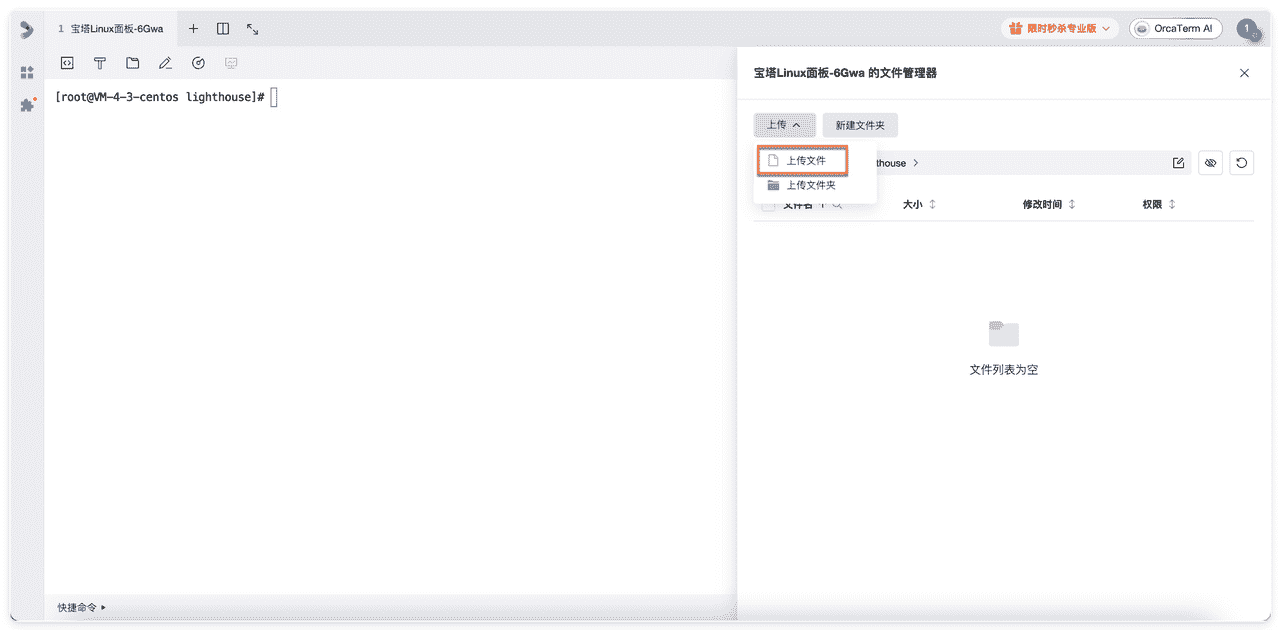 1 宝塔Linux面板-6Gwa
限时秒杀专业版
OrcaTerm AI
1
[root@VM-4-3-centos lighthouse]#
宝塔Linux面板-6Gwa 的文件管理器
上传
新建文件夹
上传文件
thouse
上传文件夹
文件名
大小
修改时间
权限
文件列表为空
快捷命令